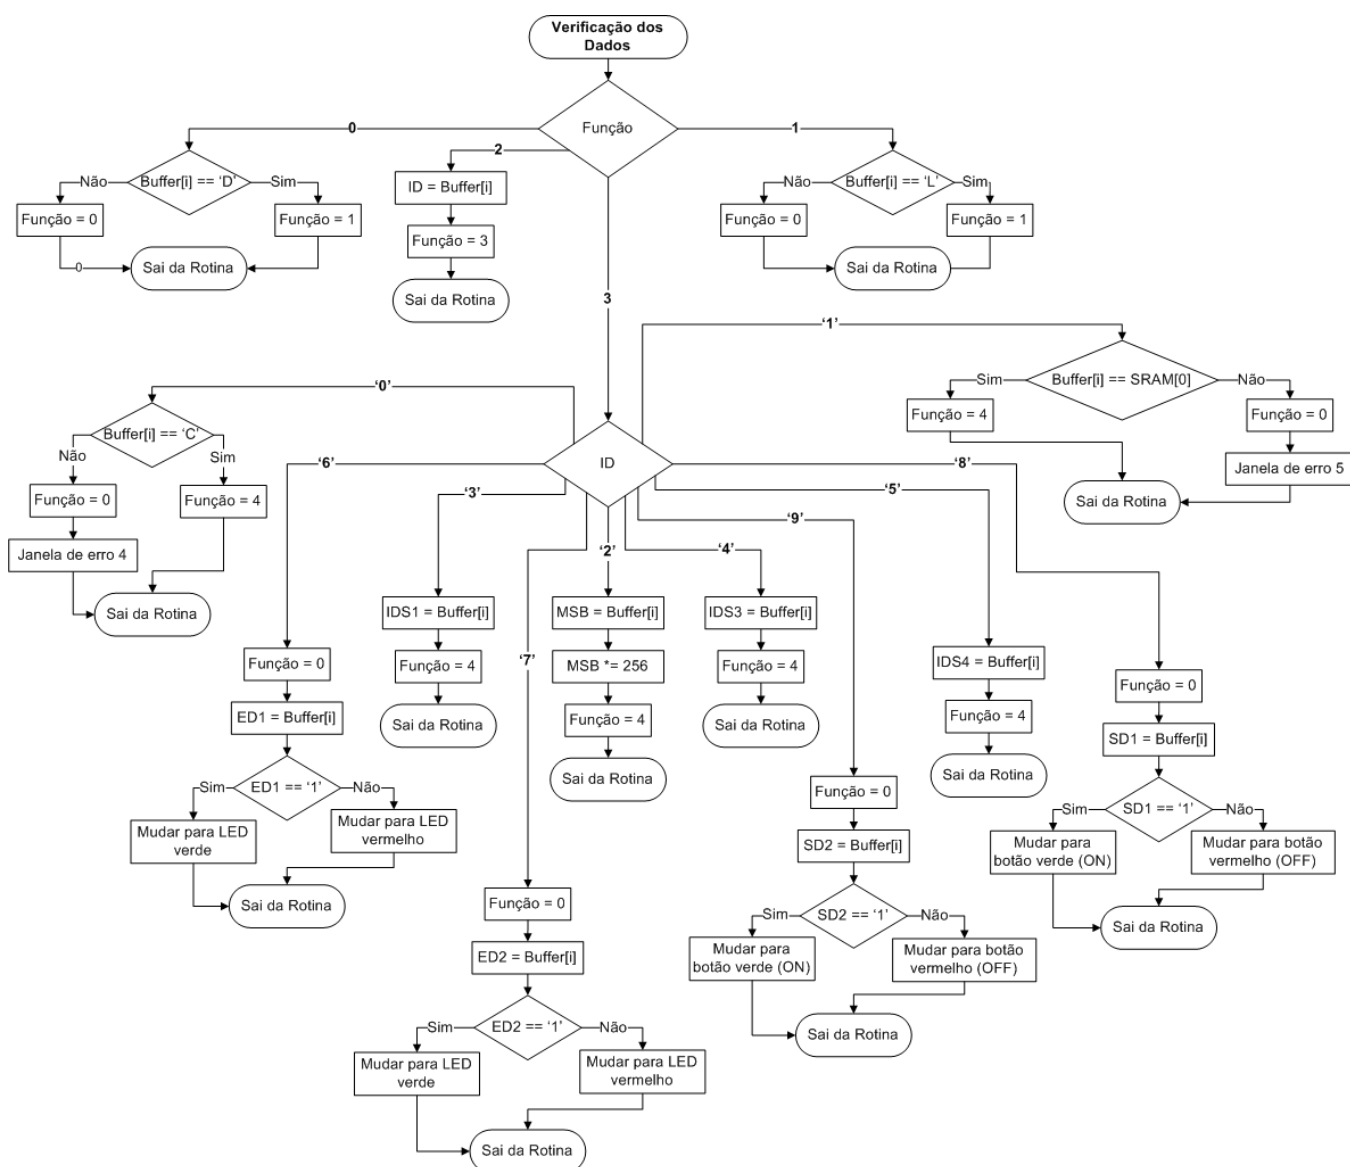 Verificação dos
Dados
Função
0
1
2
3
Buffer[i] == ‘D’
Não
Sim
Função = 0
Função = 1
0
Sai da Rotina
ID = Buffer[i]
Função = 3
Sai da Rotina
Buffer[i] == ‘L’
Não
Sim
Função = 0
Função = 1
Sai da Rotina
‘1’
Buffer[i] == SRAM[0]
Sim
Não
Função = 4
Função = 0
Janela de erro 5
Sai da Rotina
‘0’
Buffer[i] == ‘C’
Não
Sim
Função = 0
Função = 4
Janela de erro 4
Sai da Rotina
ID
‘6’
‘8’
‘3’
‘5’
‘9’
‘2’
‘4’
‘7’
IDS1 = Buffer[i]
Função = 4
Sai da Rotina
MSB = Buffer[i]
MSB *= 256
Função = 4
Sai da Rotina
IDS3 = Buffer[i]
Função = 4
Sai da Rotina
IDS4 = Buffer[i]
Função = 4
Sai da Rotina
Função = 0
ED1 = Buffer[i]
ED1 == ‘1’
Sim
Não
Mudar para LED
verde
Mudar para LED
vermelho
Sai da Rotina
Função = 0
SD1 = Buffer[i]
SD1 == ‘1’
Sim
Não
Mudar para
botão verde (ON)
Mudar para botão
vermelho (OFF)
Sai da Rotina
Função = 0
SD2 = Buffer[i]
SD2 == ‘1’
Sim
Não
Mudar para
botão verde (ON)
Mudar para botão
vermelho (OFF)
Sai da Rotina
Função = 0
ED2 = Buffer[i]
ED2 == ‘1’
Sim
Não
Mudar para LED
verde
Mudar para LED
vermelho
Sai da Rotina